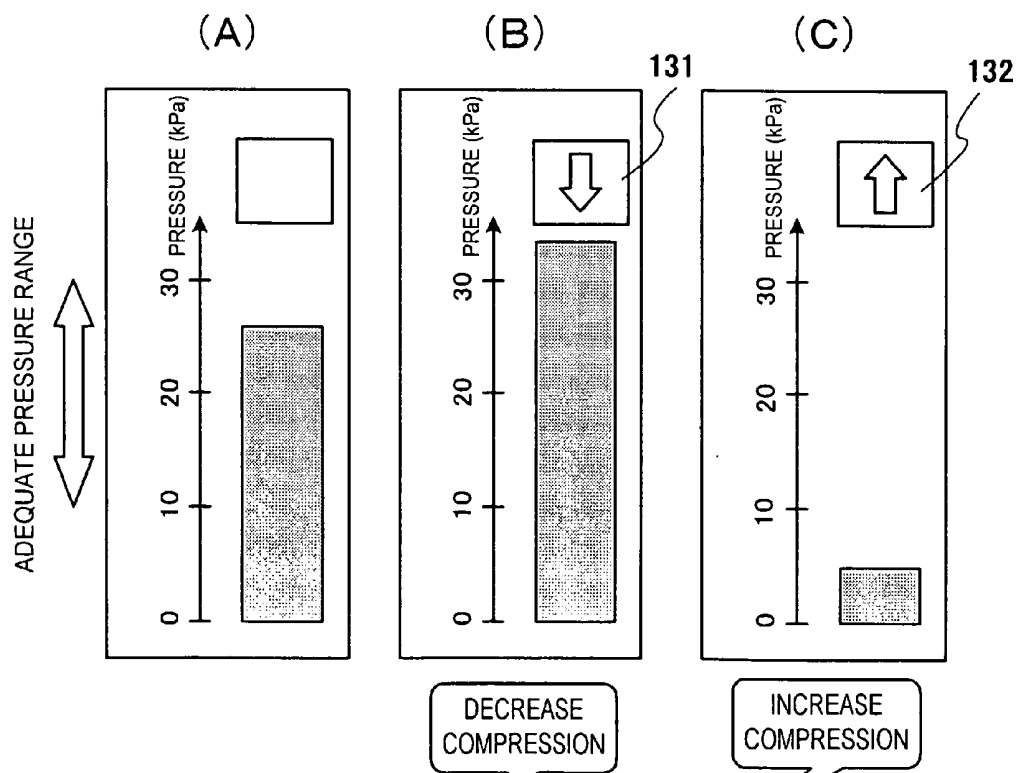 (A)
(B)
(C)
131
132
ADEQUATE PRESSURE RANGE
PRESSURE (kPa)
30
20
10
0
PRESSURE (kPa)
30
20
10
0
PRESSURE (kPa)
30
20
10
0
DECREASE
COMPRESSION
INCREASE
COMPRESSION